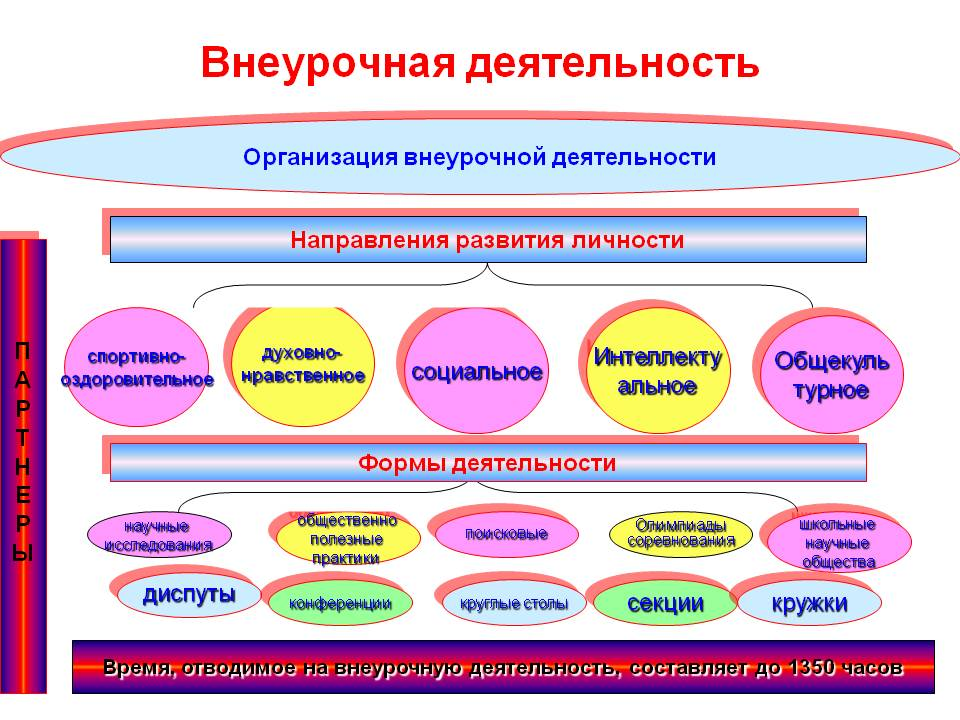 Внеурочная деятельность
Организация внеурочной деятельности
Направления развития личности
ПАРТНЕРЫ
спортивно-
оздоровительное
духовно-
нравственное
социальное
Интеллекту
альное
Общекуль
турное
Формы деятельности
научные
исследования
общественно
полезные
практики
поисковые
Олимпиады
соревнования
школьные
научные
общества
диспуты
конференции
круглые столы
секции
кружки
Время, отводимое на внеурочную деятельность, составляет до 1350 часов